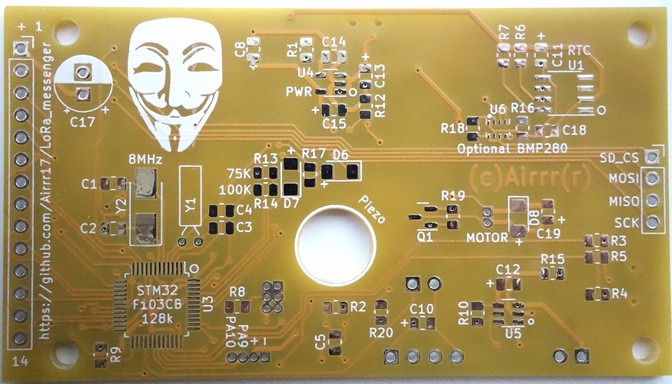 + 1
https://github.com/Airrr17/LoRa_messenger
14
C17
+
8MHz
C1
Y2
C2
Y1
75K
R13
100K
R14
D7
+
C4
C3
R17
D6
C8
R1
C14
U4
PWR
C13
R12
C15
+
R7
R6
+
C11
RTC
U1
R16
U6
R18
C18
Optional BMP280
SD_CS
MOSI
MISO
SCK
(c)Airrr(r)
Piezo
R19
Q1
MOTOR
D8
C19
+
R3
R5
R15
R4
C12
R10
U5
C10
+
R20
R2
C5
R8
STM32
F103CB
128k
U3
R9
PA10
PA9
+